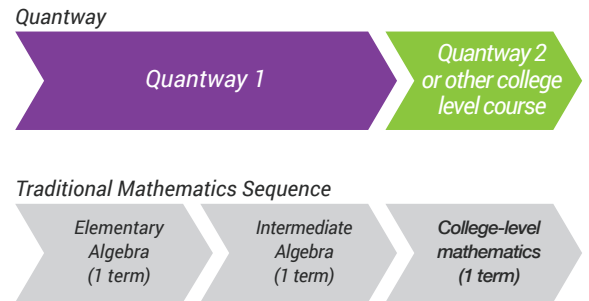 Quantway
Quantway 1
Quantway 2
or other college
level course
Traditional Mathematics Sequence
Elementary
Algebra
(1 term)
Intermediate
Algebra
(1 term)
College-level
mathematics
(1 term)